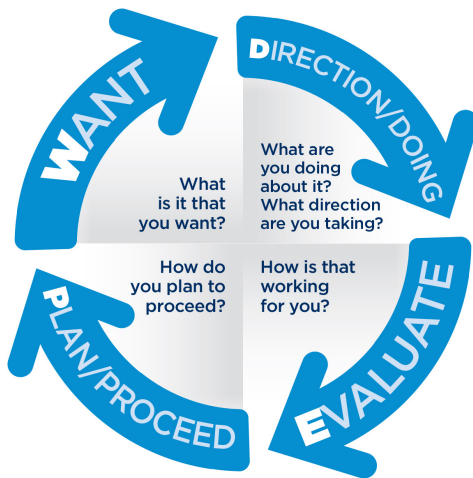 WANT
DIRECTION/DOING
What
is it that
you want?
What are
you doing
about it?
What direction
are you taking?
How do
you plan to
proceed?
How is that
working
for you?
PLAN/PROCEED
EVALUATE